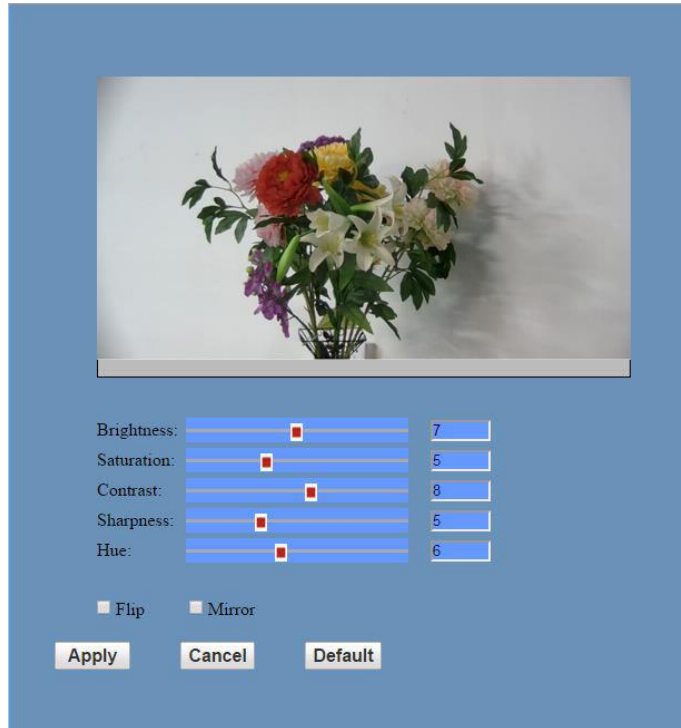 Brightness: 7
Saturation: 5
Contrast: 8
Sharpness: 5
Hue: 6
Flip Mirror
Apply Cancel Default